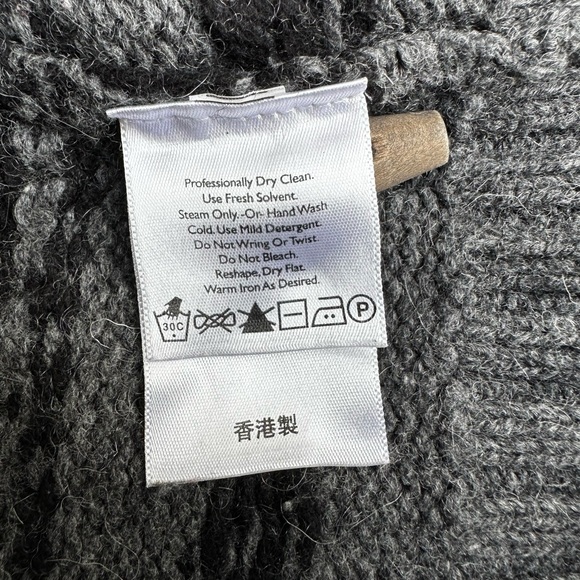 Professionally Dry Clean.
Use Fresh Solvent.
Steam Only.-Or- Hand Wash
Cold. Use Mild Detergent.
Do Not Wring Or Twist
Do Not Bleach.
Reshape, Dry Flat.
Warm Iron As Desired.
30C P
香港製